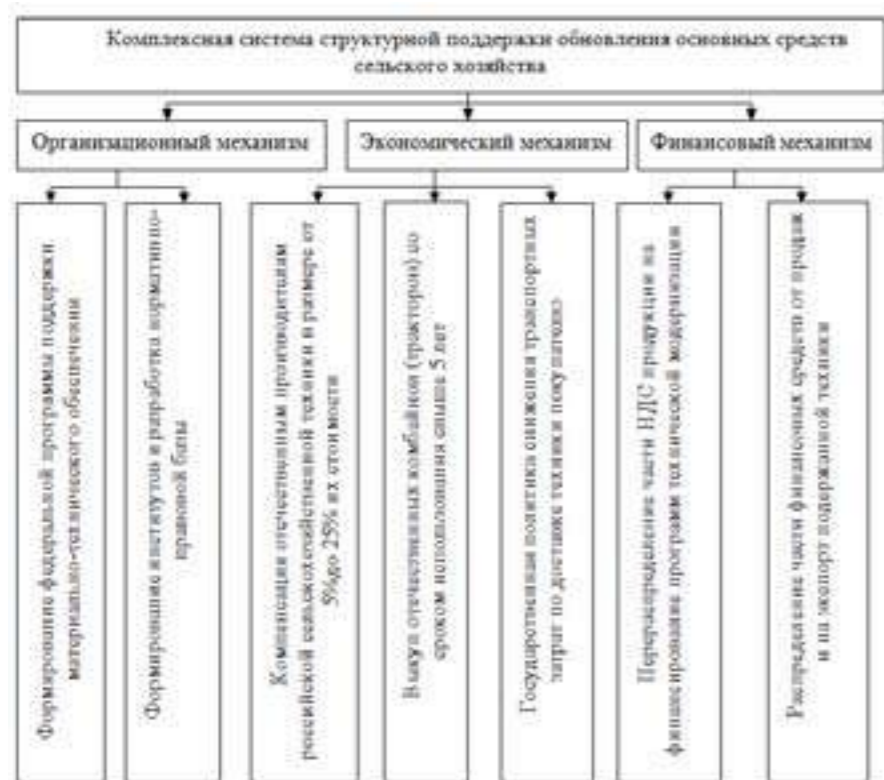 Комплексная система структурной поддержки обновления основных средств
сельского хозяйства
Организационный механизм
Экономический механизм
Финансовый механизм
Формирование федеральной программы поддержки
материально-технического обеспечения
Формирование институтов и разработка нормативно-
правовой базы
Компенсация отечественным производителям
российской сельскохозяйственной техники в размере от
5%до 25% их стоимости
Выкуп отечественных комбайнов (тракторов) со
сроком использования свыше 5 лет
Государственная политика снижения транспортных
затрат по доставке техники покупателю
Перераспределение части НДС продукции на
финансирование программ технической модернизации
Распределение части финансовых средств от продаж
и на экспорт подержанной техники